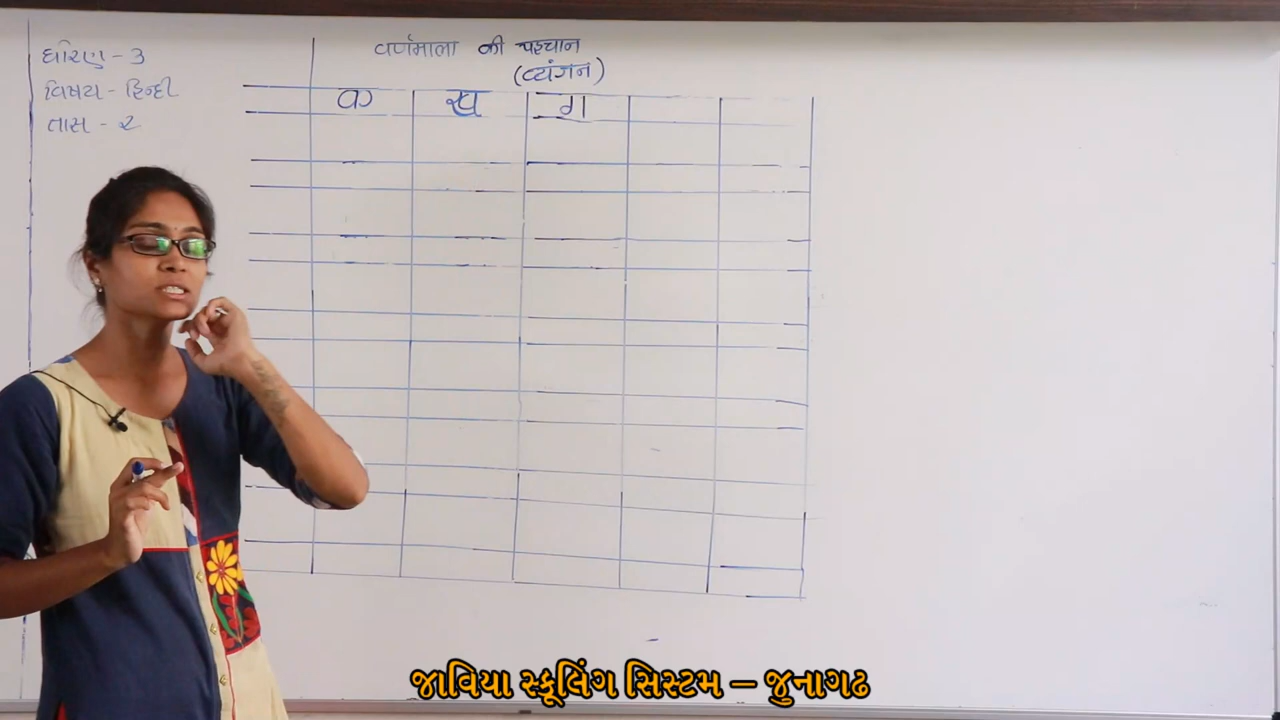 ધોરણ - 3
વિષય - हिन्दी
તાસ - ૨
वर्णमाला की पहचान
(व्यंजन)
क ख ग
જાવિયા સ્કૂલિંગ સિસ્ટમ – જુનાગઢ